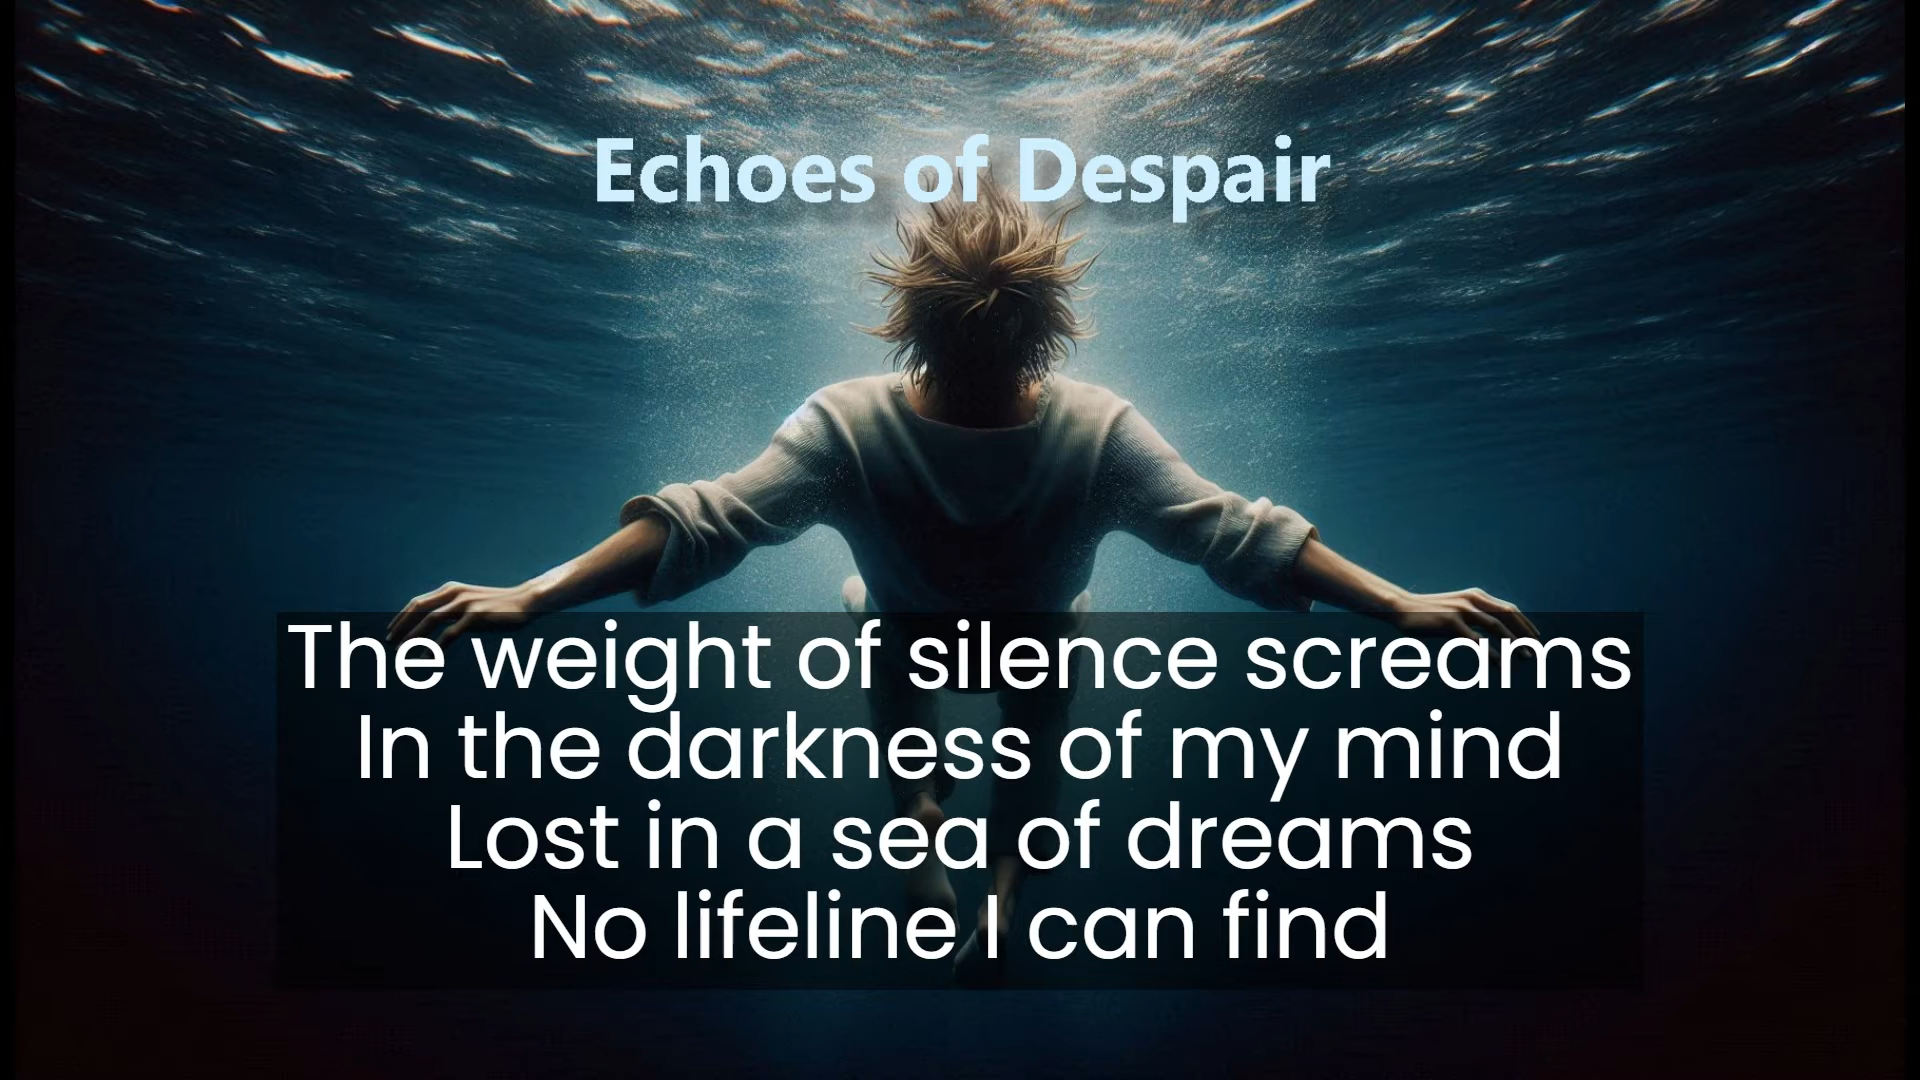 Echoes of Despair
The weight of silence screams
In the darkness of my mind
Lost in a sea of dreams
No lifeline I can find